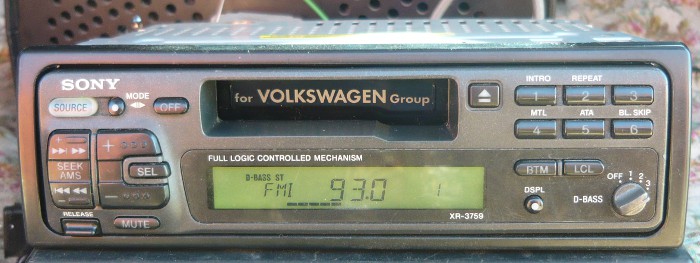 SONY
MODE
SOURCE
OFF
for VOLKSWAGEN Group.
INTRO REPEAT
1 2 3
MTL ATA BL. SKIP
4 5 6
+
SEEK
AMS
−
+
SEL
−
RELEASE
MUTE
FULL LOGIC CONTROLLED MECHANISM
D-BASS ST
FM1 93.0 1
XR-3759
BTM LCL
DSPL
D-BASS
OFF 1 2 3